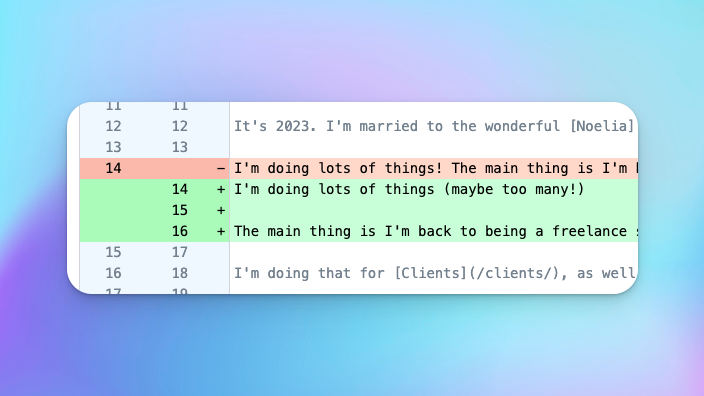 11 11
12 12 It's 2023. I'm married to the wonderful [Noelia]
13 13
14 − I'm doing lots of things! The main thing is I'm
14 + I'm doing lots of things (maybe too many!)
15 +
16 + The main thing is I'm back to being a freelance
15 17
16 18 I'm doing that for [Clients](/clients/), as well
17 19